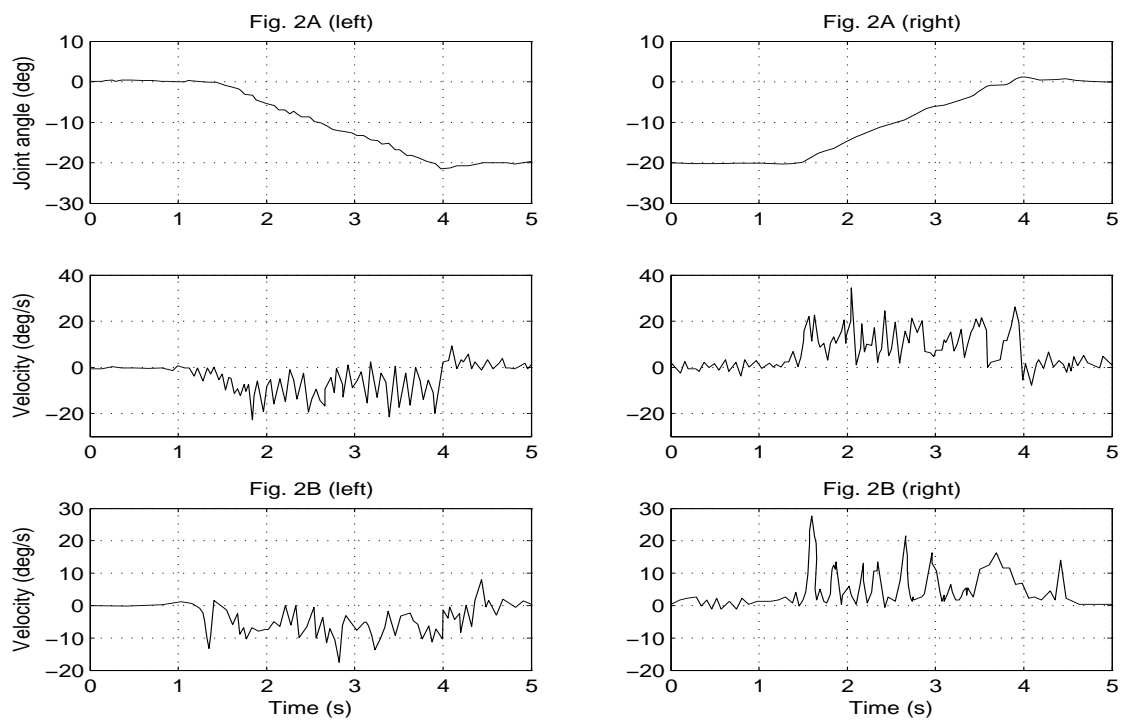 Fig. 2A (left)
Joint angle (deg)
10
0
−10
−20
−30
0 1 2 3 4 5
Fig. 2A (right)
10
0
−10
−20
−30
0 1 2 3 4 5
Velocity (deg/s)
40
20
0
−20
0 1 2 3 4 5
40
20
0
−20
0 1 2 3 4 5
Fig. 2B (left)
Velocity (deg/s)
30
20
10
0
−10
−20
0 1 2 3 4 5
Time (s)
Fig. 2B (right)
30
20
10
0
−10
−20
0 1 2 3 4 5
Time (s)